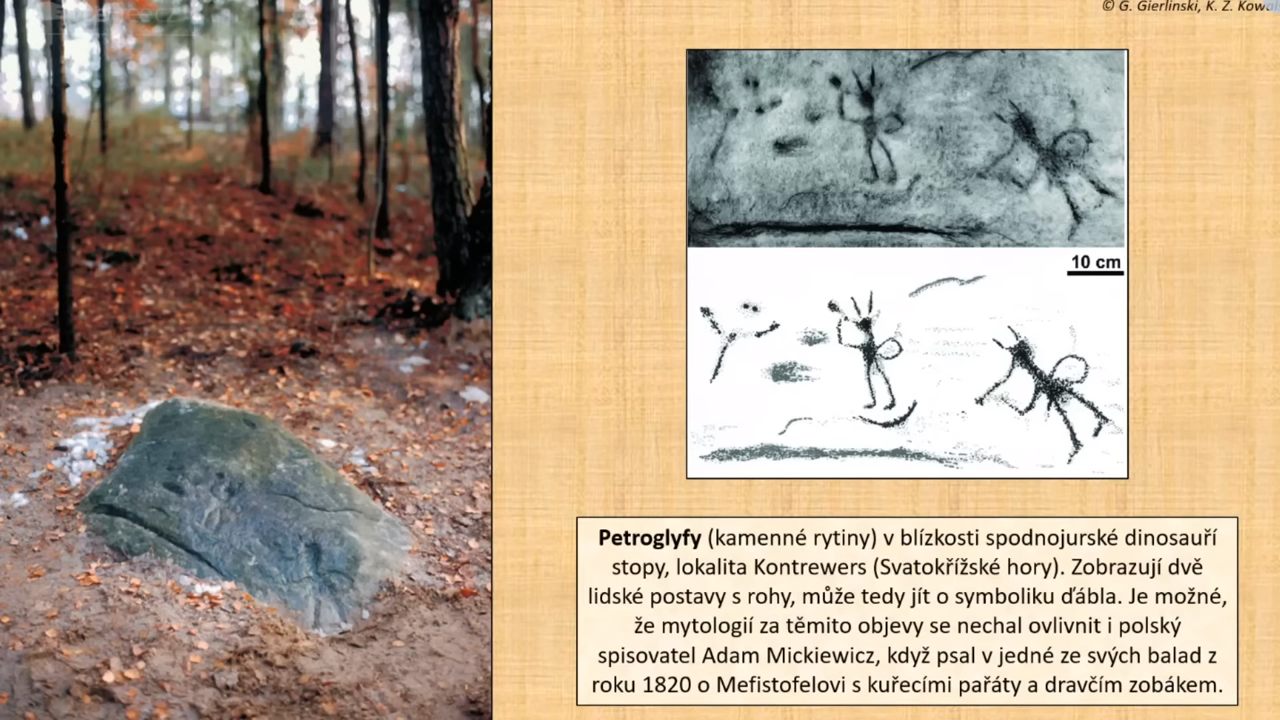 © G. Gierlinski, K. Z.
10 cm
Petroglyfy (kamenné rytiny) v blízkosti spodnojurské dinosauří
stopy, lokalita Kontrewers (Svatokřížské hory). Zobrazují dvě
lidské postavy s rohy, může tedy jít o symboliku ďábla. Je možné,
že mytologií za těmito objevy se nechal ovlivnit i polský
spisovatel Adam Mickiewicz, když psal v jedné ze svých balad z
roku 1820 o Mefistofelovi s kuřecími pařáty a dravčím zobákem.